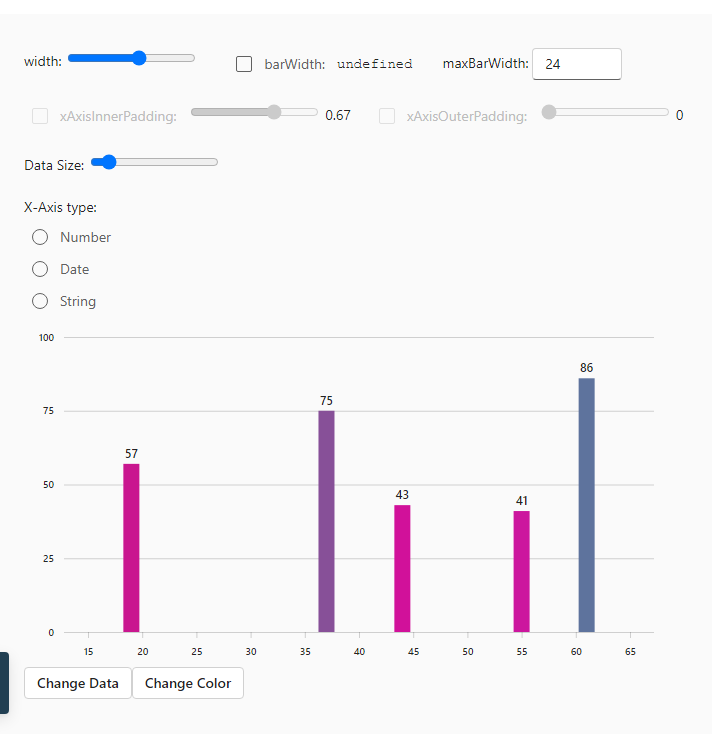 width: barWidth: undefined maxBarWidth: 24
xAxisInnerPadding: 0.67 xAxisOuterPadding: 0
Data Size:
X-Axis type:
Number
Date
String
100
86
75 75
57
50
43 41
25
0
15 20 25 30 35 40 45 50 55 60 65
Change Data Change Color